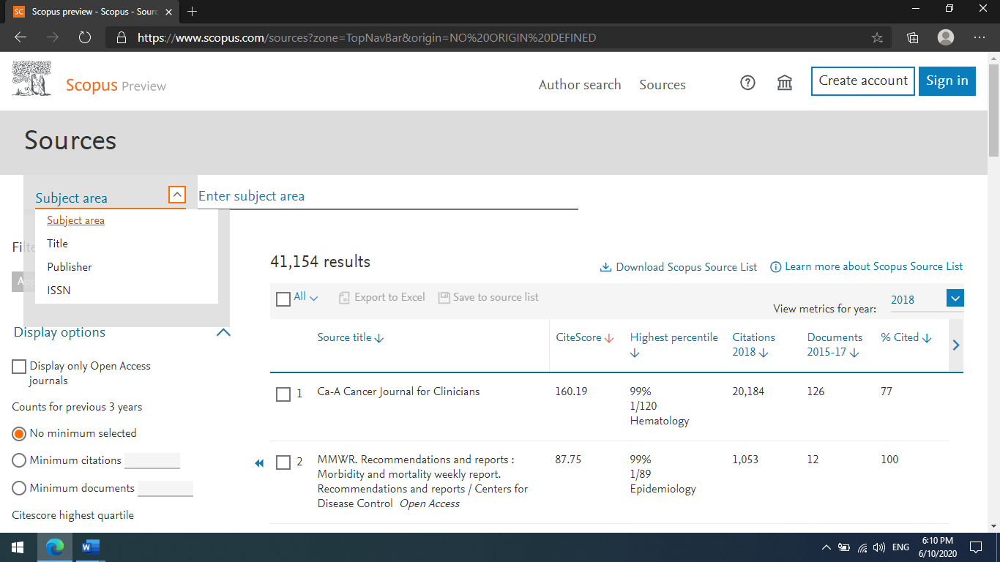 Scopus preview - Scopus - Sourc
https://www.scopus.com/sources?zone=TopNavBar&origin=NO%20ORIGIN%20DEFINED
Scopus Preview
Author search
Sources
Create account
Sign in
Sources
Subject area
Enter subject area
Subject area
Title
Publisher
ISSN
41,154 results
Download Scopus Source List
Learn more about Scopus Source List
All
Export to Excel
Save to source list
View metrics for year:
2018
Display options
Display only Open Access
journals
Counts for previous 3 years
No minimum selected
Minimum citations
Minimum documents
Citescore highest quartile
Source title
CiteScore
Highest percentile
Citations
2018
Documents
2015-17
% Cited
1
Ca-A Cancer Journal for Clinicians
160.19
99%
1/120
Hematology
20,184
126
77
2
MMWR. Recommendations and reports :
Morbidity and mortality weekly report.
Recommendations and reports / Centers for
Disease Control Open Access
87.75
99%
1/89
Epidemiology
1,053
12
100
ENG
6:10 PM
6/10/2020